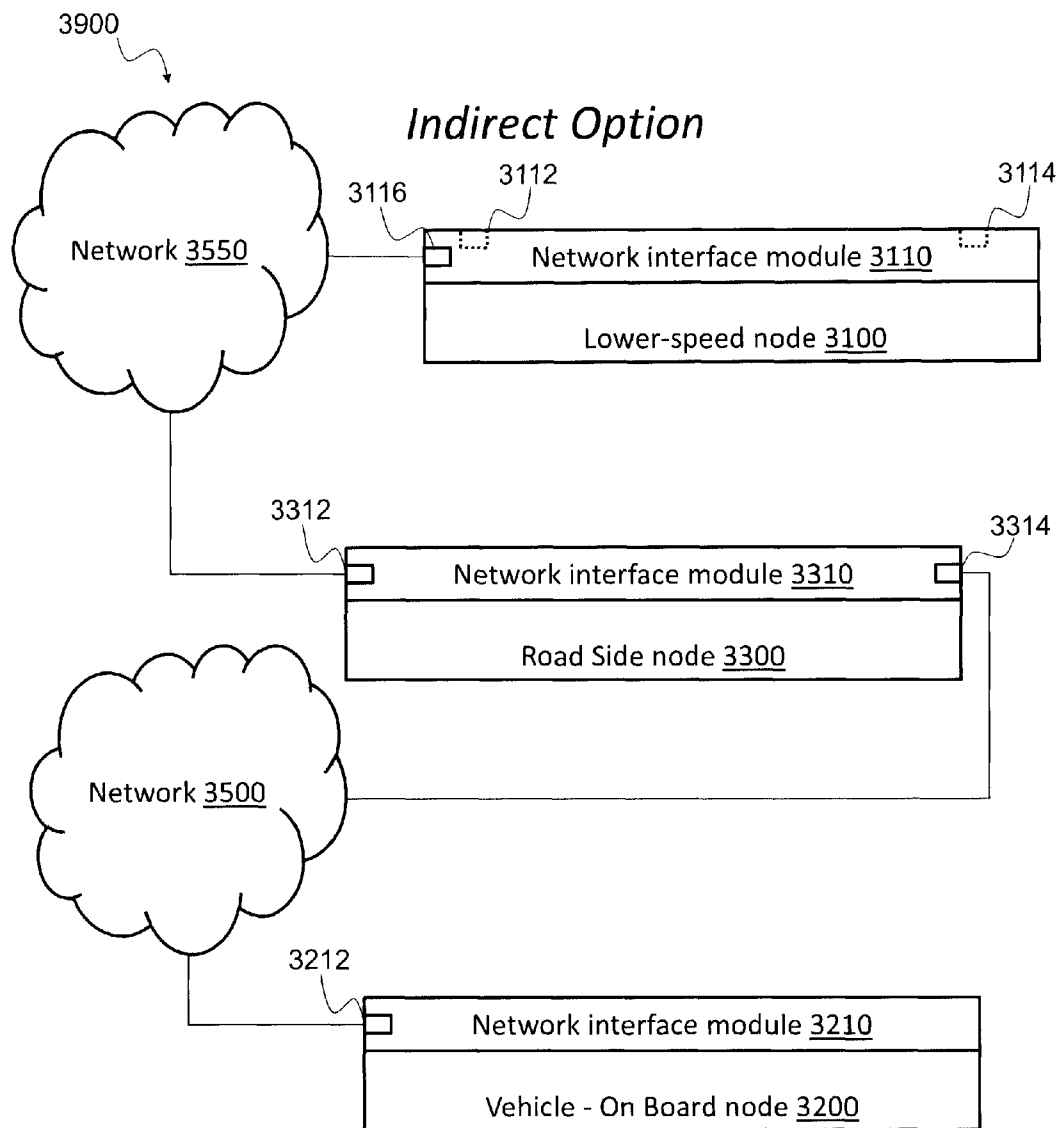 3900
Indirect Option
3116
3112
3114
Network 3550
Network interface module 3110
Lower-speed node 3100
3312
3314
Network interface module 3310
Road Side node 3300
Network 3500
3212
Network interface module 3210
Vehicle - On Board node 3200